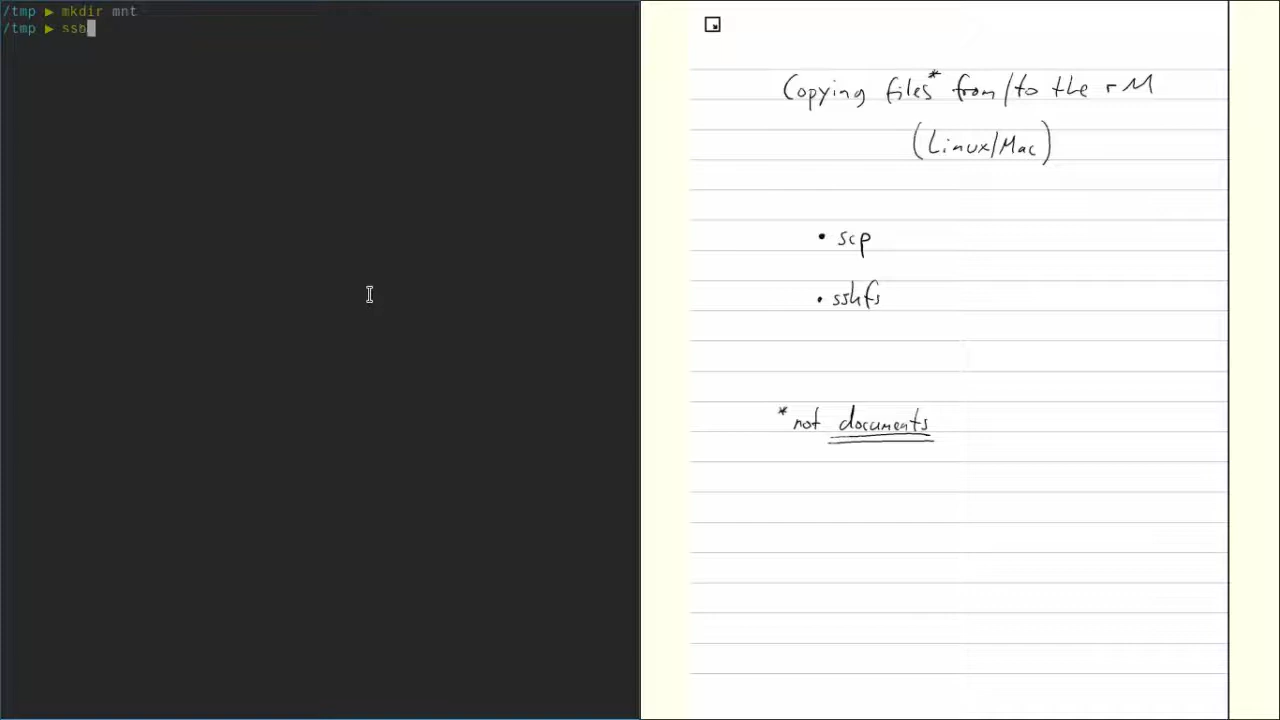 /tmp ▶ mkdir mnt
/tmp ▶ ssh
Copying files* from/to the rM
(Linux/Mac)
• scp
• sshfs
*not documents